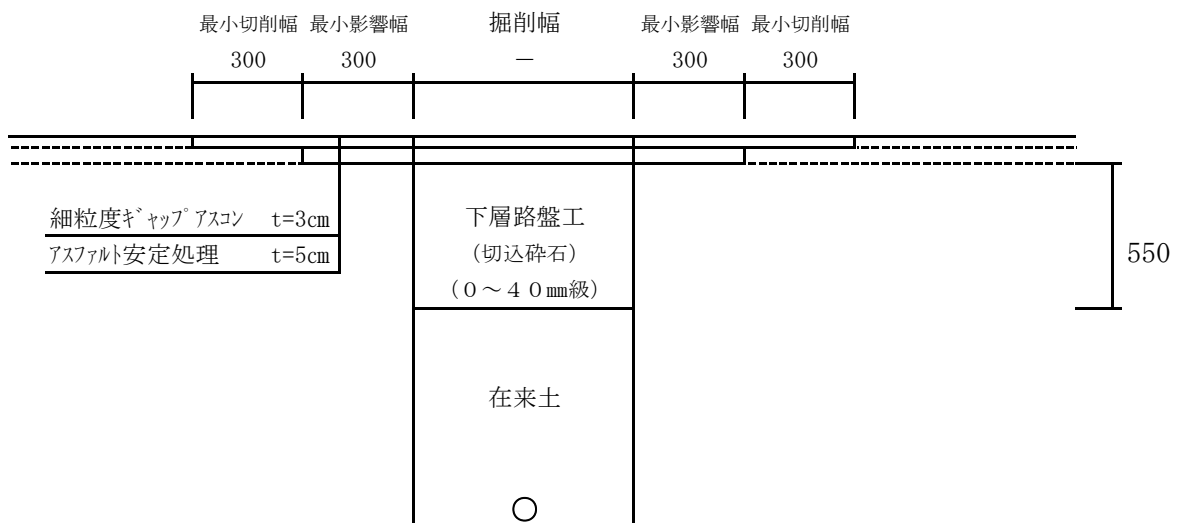 最小切削幅 最小影響幅 掘削幅 最小影響幅 最小切削幅
300 300 － 300 300
細粒度ｷﾞｬｯﾌﾟｱｽｺﾝ t=3㎝
ｱｽﾌｧﾙﾄ安定処理 t=5㎝
下層路盤工
（切込砕石）
（０～４０㎜級）
550
在来土